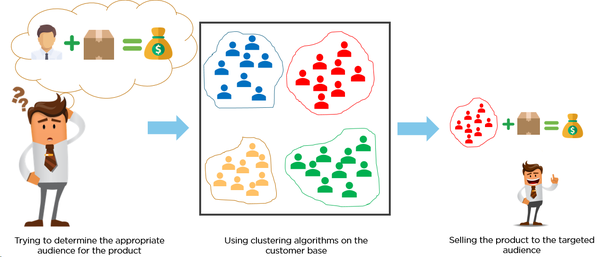 ??
Trying to determine the appropriate
audience for the product
Using clustering algorithms on the
customer base
Selling the product to the targeted
audience